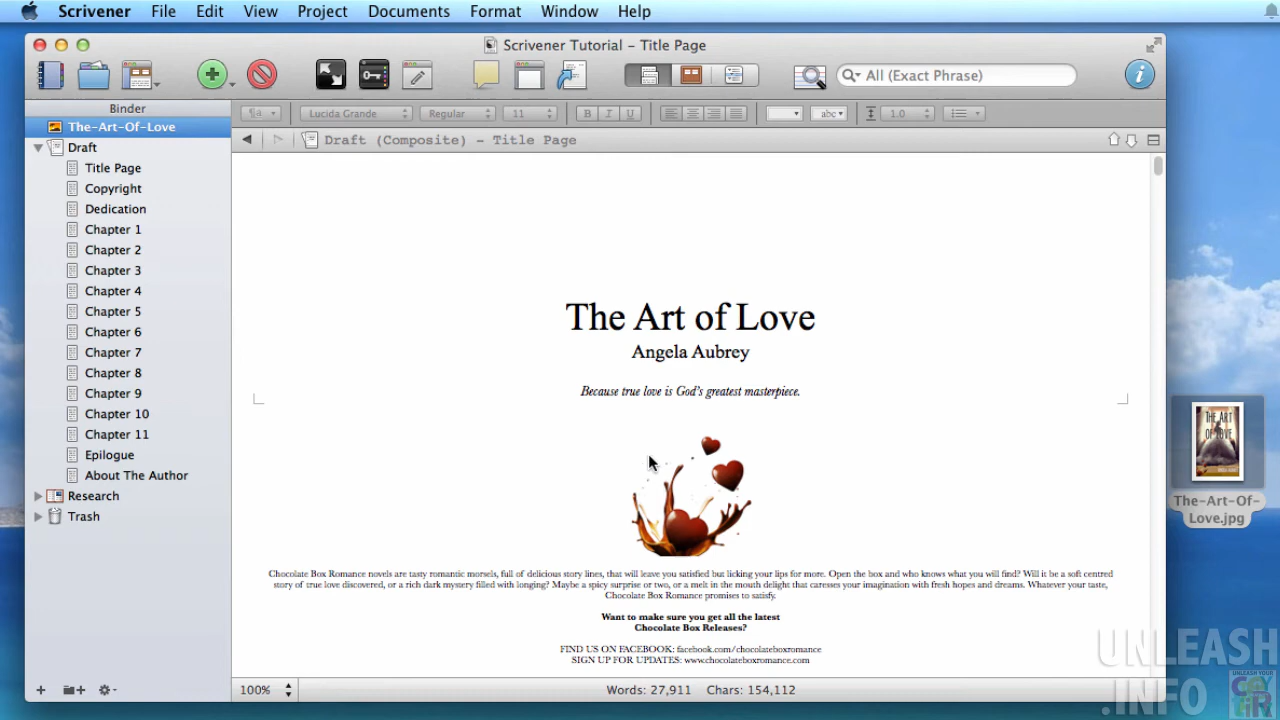 Scrivener File Edit View Project Documents Format Window Help
Scrivener Tutorial – Title Page
All (Exact Phrase)
Binder
Lucida Grande Regular 11 B I U abc 1.0
The-Art-Of-Love
Draft (Composite) – Title Page
Draft
Title Page
Copyright
Dedication
Chapter 1
Chapter 2
Chapter 3
Chapter 4
Chapter 5
Chapter 6
Chapter 7
Chapter 8
Chapter 9
Chapter 10
Chapter 11
Epilogue
About The Author
Research
Trash
The Art of Love
Angela Aubrey
Because true love is God's greatest masterpiece.
Chocolate Box Romance novels are tasty romantic morsels, full of delicious story lines, that will leave you satisfied but licking your lips for more. Open the box and who knows what you will find? Will it be a soft centred
story of true love discovered, or a rich dark mystery filled with longing? Maybe a spicy surprise or two, or a melt in the mouth delight that caresses your imagination with fresh hopes and dreams. Whatever your taste,
Chocolate Box Romance promises to satisfy.
Want to make sure you get all the latest
Chocolate Box Releases?
FIND US ON FACEBOOK: facebook.com/chocolateboxromance
SIGN UP FOR UPDATES: www.chocolateboxromance.com
100%
Words: 27,911 Chars: 154,112
THE ART
OF LOVE
The-Art-Of-
Love.jpg
UNLEASH
.INFO
UNLEASH YOUR